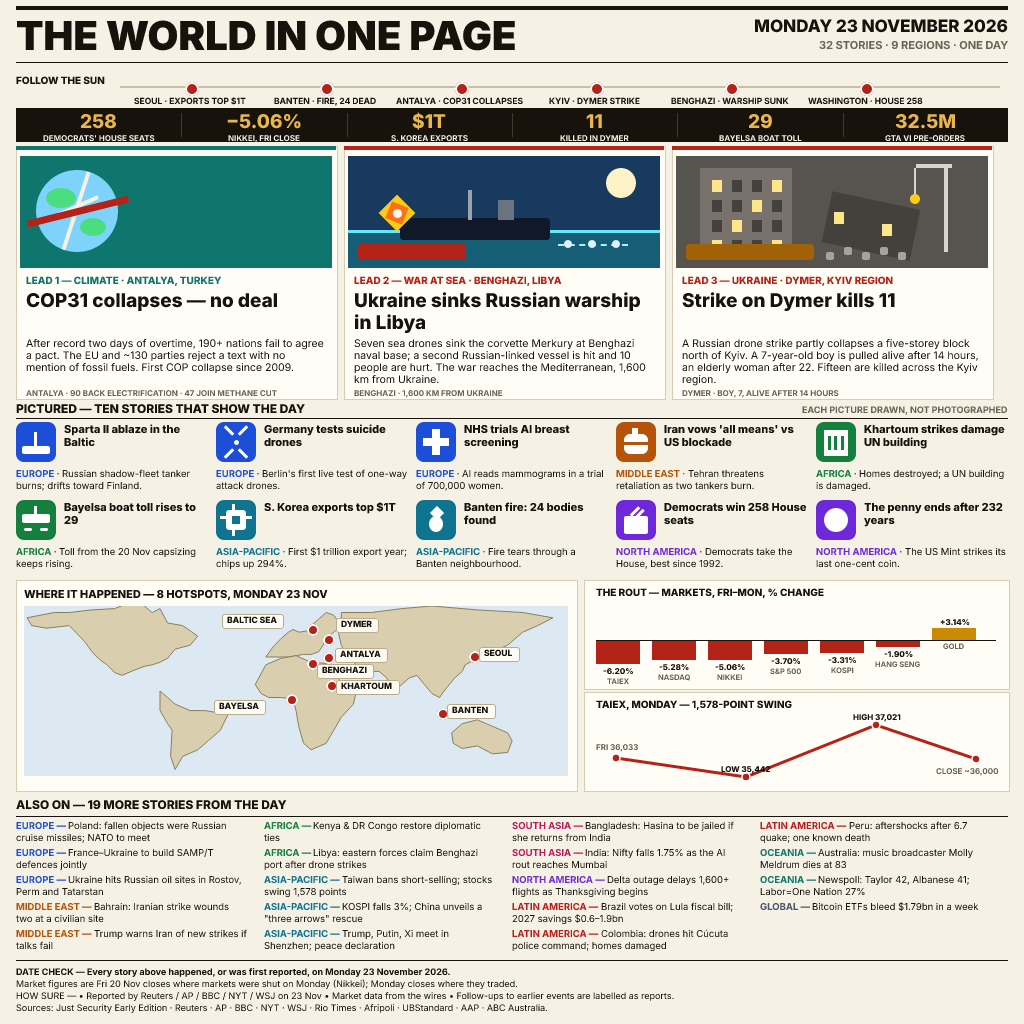 THE WORLD IN ONE PAGE
MONDAY 23 NOVEMBER 2026
32 STORIES · 9 REGIONS · ONE DAY
FOLLOW THE SUN
SEOUL · EXPORTS TOP $1T
BANTEN · FIRE, 24 DEAD
ANTALYA · COP31 COLLAPSES
KYIV · DYMER STRIKE
BENGHAZI · WARSHIP SUNK
WASHINGTON · HOUSE 258
258
DEMOCRATS' HOUSE SEATS
−5.06%
NIKKEI, FRI CLOSE
$1T
S. KOREA EXPORTS
11
KILLED IN DYMER
29
BAYELSA BOAT TOLL
32.5M
GTA VI PRE-ORDERS
LEAD 1 — CLIMATE · ANTALYA, TURKEY
COP31 collapses — no deal
After record two days of overtime, 190+ nations fail to agree
a pact. The EU and ~130 parties reject a text with no
mention of fossil fuels. First COP collapse since 2009.
ANTALYA · 90 BACK ELECTRIFICATION · 47 JOIN METHANE CUT
LEAD 2 — WAR AT SEA · BENGHAZI, LIBYA
Ukraine sinks Russian warship
in Libya
Seven sea drones sink the corvette Merkury at Benghazi
naval base; a second Russian-linked vessel is hit and 10
people are hurt. The war reaches the Mediterranean, 1,600
km from Ukraine.
BENGHAZI · 1,600 KM FROM UKRAINE
LEAD 3 — UKRAINE · DYMER, KYIV REGION
Strike on Dymer kills 11
A Russian drone strike partly collapses a five-storey block
north of Kyiv. A 7-year-old boy is pulled alive after 14 hours,
an elderly woman after 22. Fifteen are hurt across the Kyiv
region.
DYMER · BOY, 7, ALIVE AFTER 14 HOURS
PICTURED — TEN STORIES THAT SHOW THE DAY
EACH PICTURE DRAWN, NOT PHOTOGRAPHED
Sparta II ablaze in the
Baltic
EUROPE · Russian shadow-fleet tanker
burns; drifts toward Finland.
Germany tests suicide
drones
EUROPE · Berlin's first live test of one-way
attack drones.
NHS trials AI breast
screening
EUROPE · AI reads mammograms in a trial
of 700,000 women.
Iran vows 'all means' vs
US blockade
MIDDLE EAST · Tehran threatens
retaliation as two tankers burn.
Khartoum strikes damage
UN building
AFRICA · Homes destroyed; a UN building
is damaged.
Bayelsa boat toll rises to
29
AFRICA · Toll from the 20 Nov capsizing
keeps rising.
S. Korea exports top $1T
ASIA-PACIFIC · First $1 trillion export year;
chips up 294%.
Banten fire: 24 bodies
found
ASIA-PACIFIC · Fire tears through a
Banten neighbourhood.
Democrats win 258 House
seats
NORTH AMERICA · Democrats take the
House, best since 1992.
The penny ends after 232
years
NORTH AMERICA · The US Mint strikes its
last one-cent coin.
WHERE IT HAPPENED — 8 HOTSPOTS, MONDAY 23 NOV
BALTIC SEA
DYMER
ANTALYA
BENGHAZI
KHARTOUM
SEOUL
BAYELSA
BANTEN
THE ROUT — MARKETS, FRI–MON, % CHANGE
-6.20%
TAIEX
-5.28%
NASDAQ
-5.06%
NIKKEI
-3.70%
S&P 500
-3.31%
KOSPI
-1.90%
HANG SENG
+3.14%
GOLD
TAIEX, MONDAY — 1,578-POINT SWING
FRI 36,033
LOW 35,442
HIGH 37,021
CLOSE ~36,000
ALSO ON — 19 MORE STORIES FROM THE DAY
EUROPE — Poland: fallen objects were Russian
cruise missiles; NATO to meet
EUROPE — France–Ukraine to build SAMP/T
defences jointly
EUROPE — Ukraine hits Russian oil sites in Rostov,
Perm and Tatarstan
MIDDLE EAST — Bahrain: Iranian strike wounds
two at a civilian site
MIDDLE EAST — Trump warns Iran of new strikes if
talks fail
AFRICA — Kenya & DR Congo restore diplomatic
ties
AFRICA — Libya: eastern forces claim Benghazi
port after drone strikes
ASIA-PACIFIC — Taiwan bans short-selling; stocks
swing 1,578 points
ASIA-PACIFIC — KOSPI falls 3%; China unveils a
"three arrows" rescue
ASIA-PACIFIC — Trump, Putin, Xi meet in
Shenzhen; peace declaration
SOUTH ASIA — Bangladesh: Hasina to be jailed if
she returns from India
SOUTH ASIA — India: Nifty falls 1.75% as the AI
rout reaches Mumbai
NORTH AMERICA — Delta outage delays 1,600+
flights as Thanksgiving begins
LATIN AMERICA — Brazil votes on Lula fiscal bill;
2027 savings $0.6–1.9bn
LATIN AMERICA — Colombia: drones hit Cúcuta
police command; homes damaged
LATIN AMERICA — Peru: aftershocks after 6.7
quake; one known death
OCEANIA — Australia: music broadcaster Molly
Meldrum dies at 83
OCEANIA — Newspoll: Taylor 42, Albanese 41;
Labor=One Nation 27%
GLOBAL — Bitcoin ETFs bleed $1.79bn in a week
DATE CHECK — Every story above happened, or was first reported, on Monday 23 November 2026.
Market figures are Fri 20 Nov closes where markets were shut on Monday (Nikkei); Monday closes where they traded.
HOW SURE — • Reported by Reuters / AP / BBC / NYT / WSJ on 23 Nov • Market data from the wires • Follow-ups to earlier events are labelled as reports.
Sources: Just Security Early Edition · Reuters · AP · BBC · NYT · WSJ · Rio Times · Afripoli · UBStandard · AAP · ABC Australia.